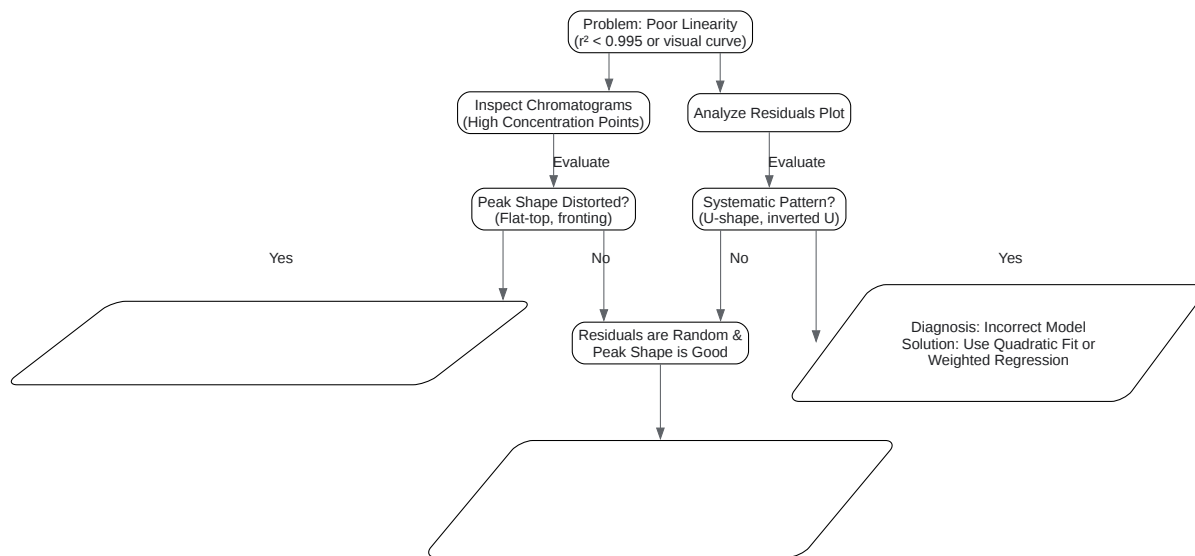 Problem: Poor Linearity
(r² < 0.995 or visual curve)
Inspect Chromatograms
(High Concentration Points)
Analyze Residuals Plot
Evaluate
Evaluate
Peak Shape Distorted?
(Flat-top, fronting)
Systematic Pattern?
(U-shape, inverted U)
Yes
No
No
Yes
Residuals are Random &
Peak Shape is Good
Diagnosis: Incorrect Model
Solution: Use Quadratic Fit or
Weighted Regression